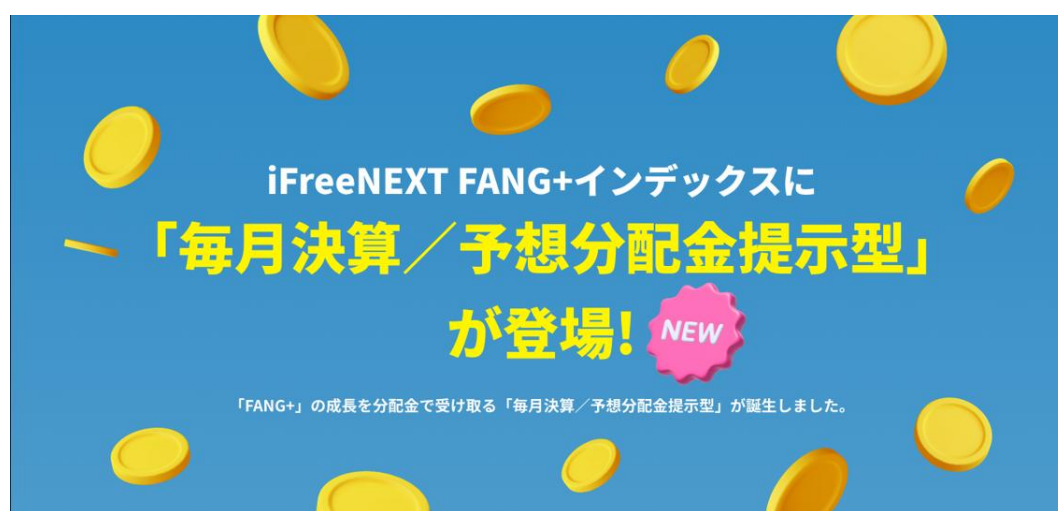 iFreeNEXT FANG+インデックスに
「毎月決算／予想分配金提示型」
が登場!
NEW
「FANG+」の成長を分配金で受け取る「毎月決算／予想分配金提示型」が誕生しました。